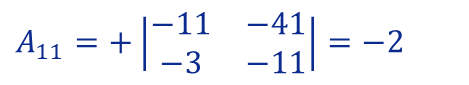 A₁₁ = + |−11 −41| = −2
|−3 −11|